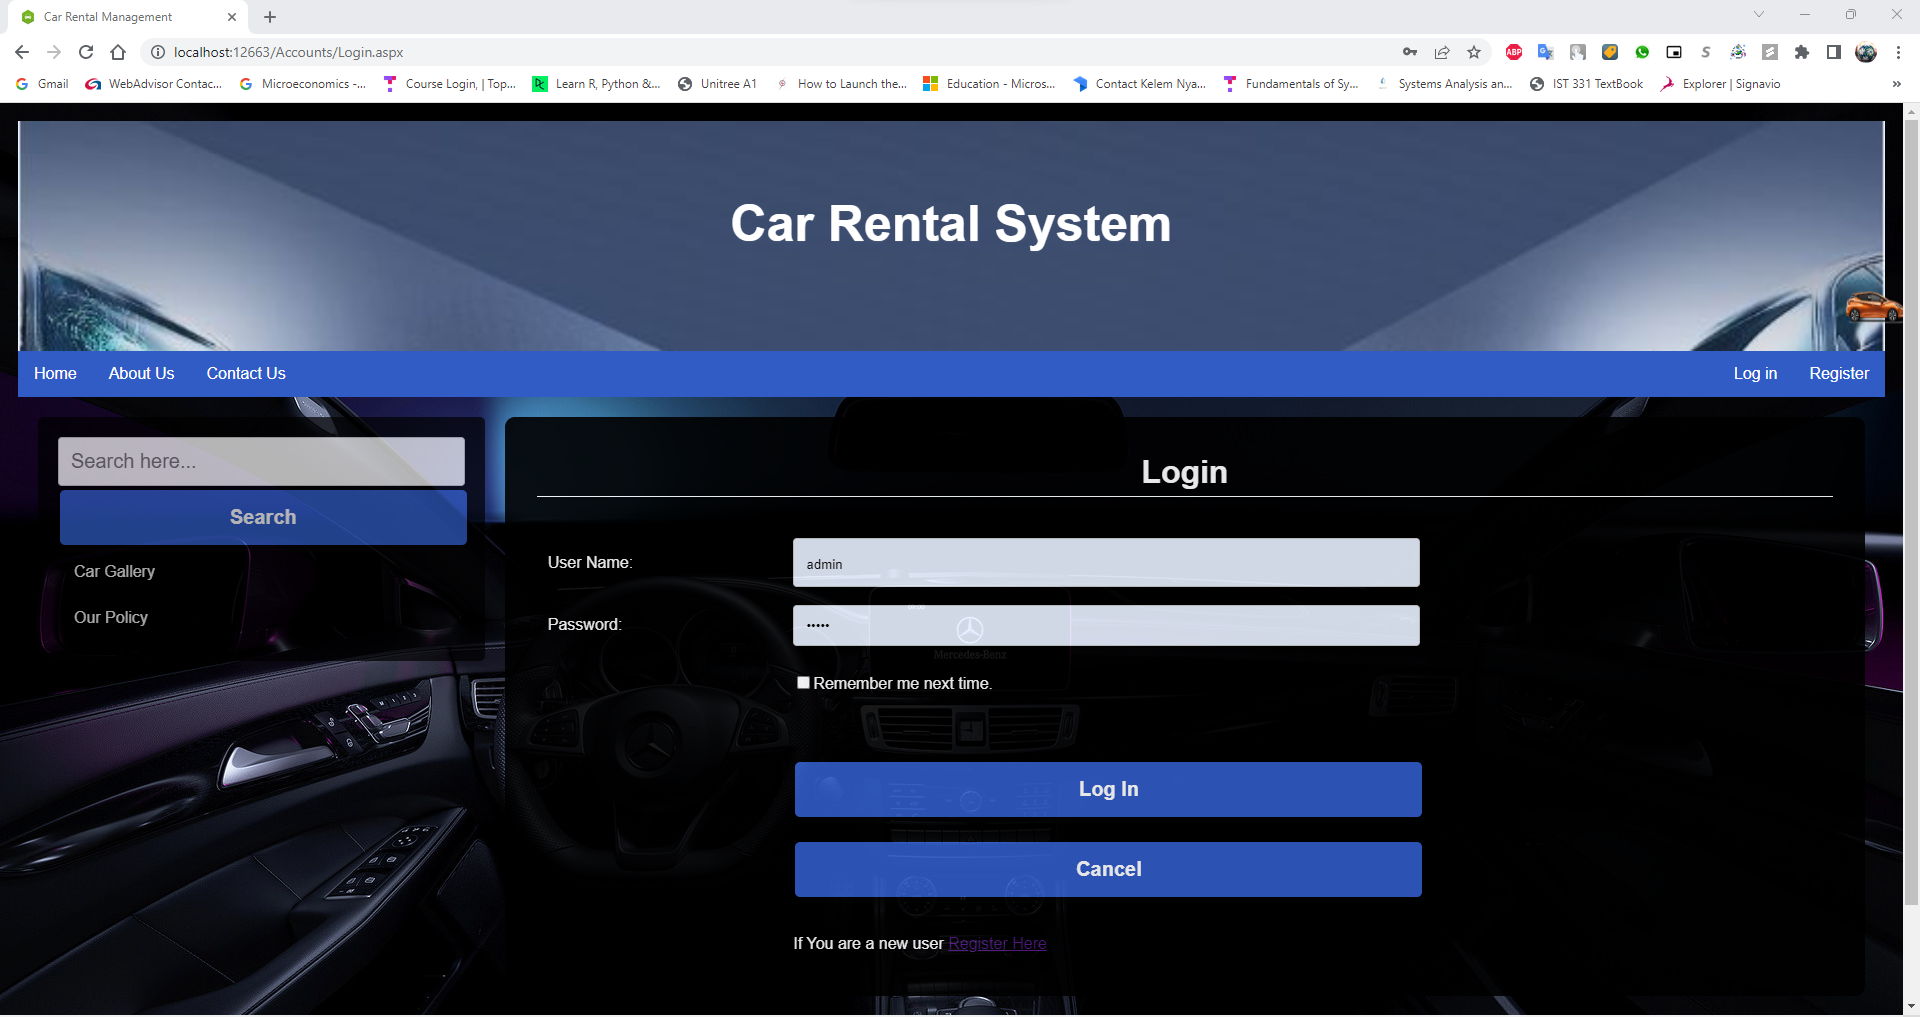 Car Rental Management
localhost:12663/Accounts/Login.aspx
ABP
S
Gmail
WebAdvisor Contac...
Microeconomics -...
Course Login, | Top...
Learn R, Python &...
Unitree A1
How to Launch the...
Education - Micros...
Contact Kelem Nya...
Fundamentals of Sy...
Systems Analysis an...
IST 331 TextBook
Explorer | Signavio
»
Car Rental System
Home
About Us
Contact Us
Log in
Register
Search here...
Search
Car Gallery
Our Policy
Login
User Name:
admin
Password:
•••••
Mercedes-Benz
Remember me next time.
Log In
Cancel
If You are a new user Register Here